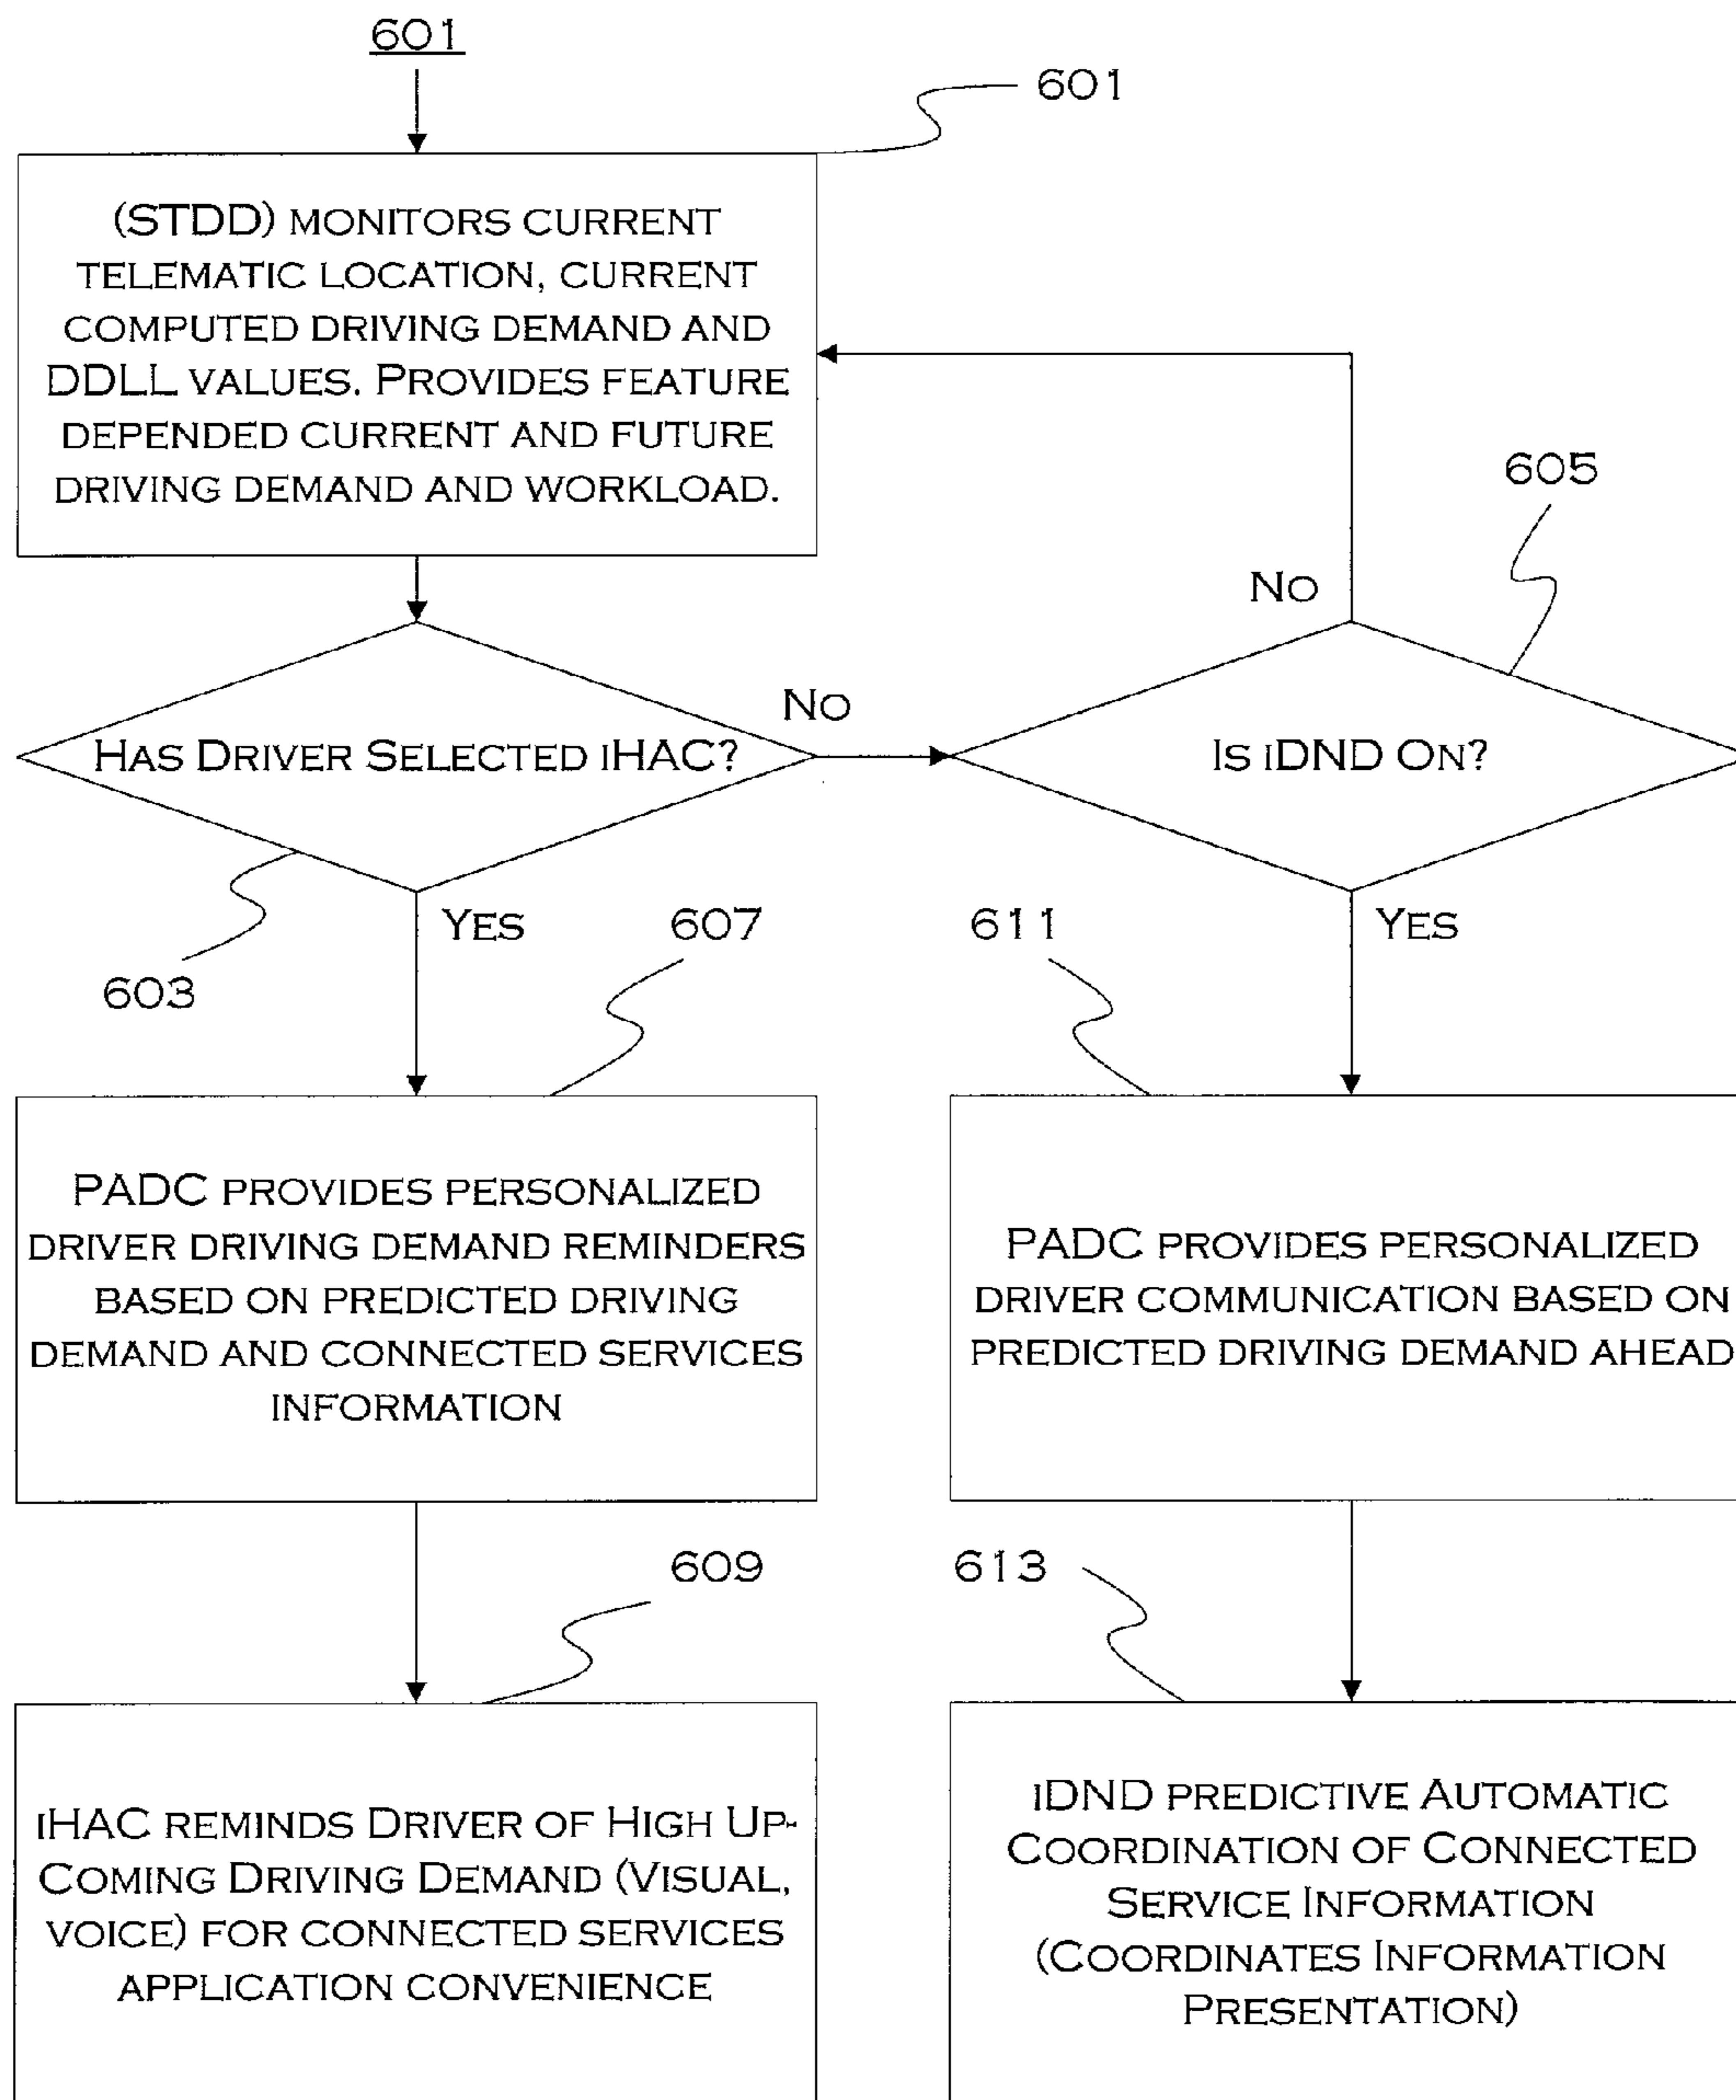 601
601
(STDD) MONITORS CURRENT
TELEMATIC LOCATION, CURRENT
COMPUTED DRIVING DEMAND AND
DDLL VALUES. PROVIDES FEATURE
DEPENDED CURRENT AND FUTURE
DRIVING DEMAND AND WORKLOAD.
605
NO
NO
HAS DRIVER SELECTED IHAC?
IS IDND ON?
YES
607
611
YES
603
PADC PROVIDES PERSONALIZED
DRIVER DRIVING DEMAND REMINDERS
BASED ON PREDICTED DRIVING
DEMAND AND CONNECTED SERVICES
INFORMATION
PADC PROVIDES PERSONALIZED
DRIVER COMMUNICATION BASED ON
PREDICTED DRIVING DEMAND AHEAD
609
613
IHAC REMINDS DRIVER OF HIGH UP-
COMING DRIVING DEMAND (VISUAL,
VOICE) FOR CONNECTED SERVICES
APPLICATION CONVENIENCE
IDND PREDICTIVE AUTOMATIC
COORDINATION OF CONNECTED
SERVICE INFORMATION
(COORDINATES INFORMATION
PRESENTATION)